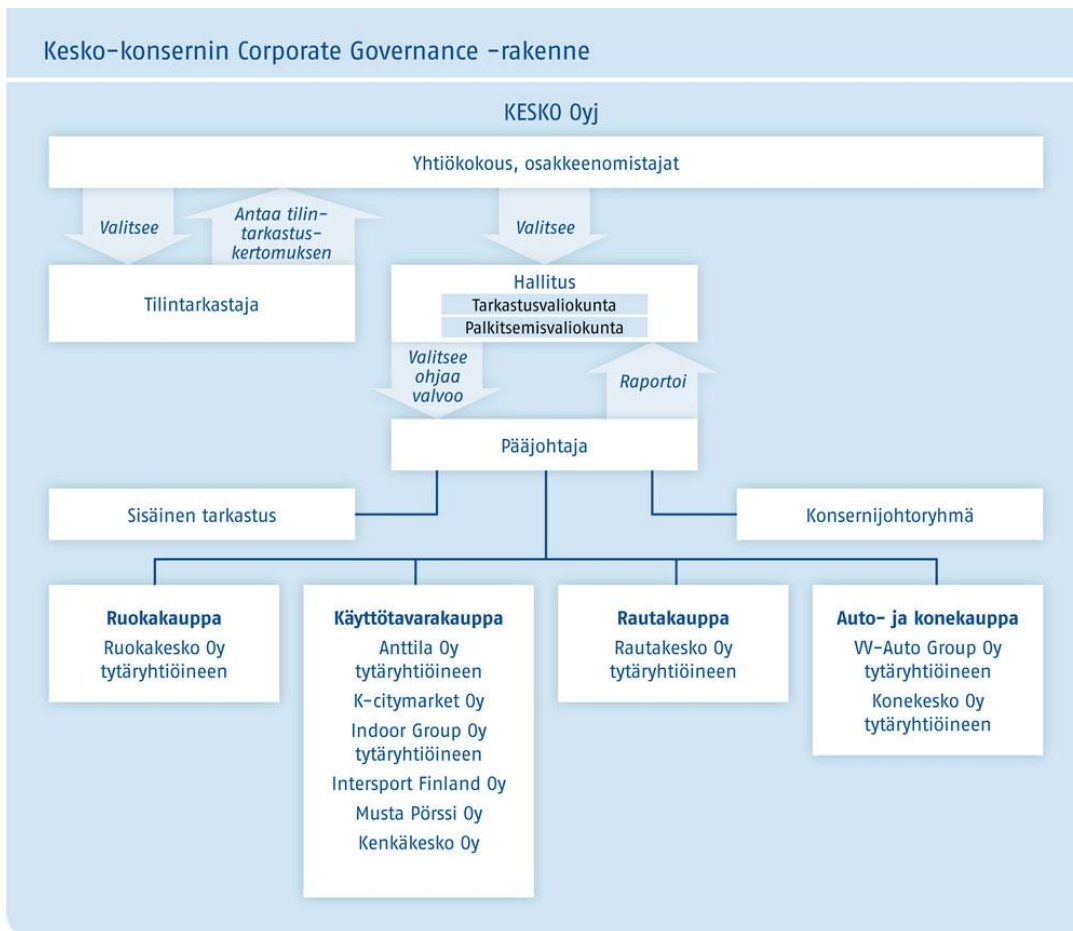 Kesko-konsernin Corporate Governance -rakenne
KESKO Oyj
Yhtiökokous, osakkeenomistajat
Valitsee
Antaa tilin-
tarkastus-
kertomuksen
Valitsee
Tilintarkastaja
Hallitus
Tarkastusvaliokunta
Palkitsemisvaliokunta
Valitsee
ohjaa
valvoo
Raportoi
Pääjohtaja
Sisäinen tarkastus
Konsernijohtoryhmä
Ruokakauppa
Ruokakesko Oy
tytäryhtiöineen
Käyttötavarakauppa
Anttila Oy
tytäryhtiöineen
K-citymarket Oy
Indoor Group Oy
tytäryhtiöineen
Intersport Finland Oy
Musta Pörssi Oy
Kenkäkesko Oy
Rautakauppa
Rautakesko Oy
tytäryhtiöineen
Auto- ja konekauppa
VV-Auto Group Oy
tytäryhtiöineen
Konekesko Oy
tytäryhtiöineen